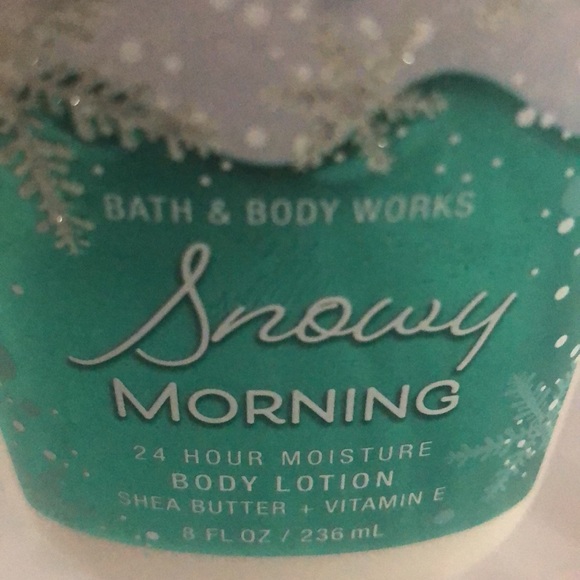 BATH & BODY WORKS
Snowy
MORNING
24 HOUR MOISTURE
BODY LOTION
SHEA BUTTER + VITAMIN E
8 FL OZ / 236 mL